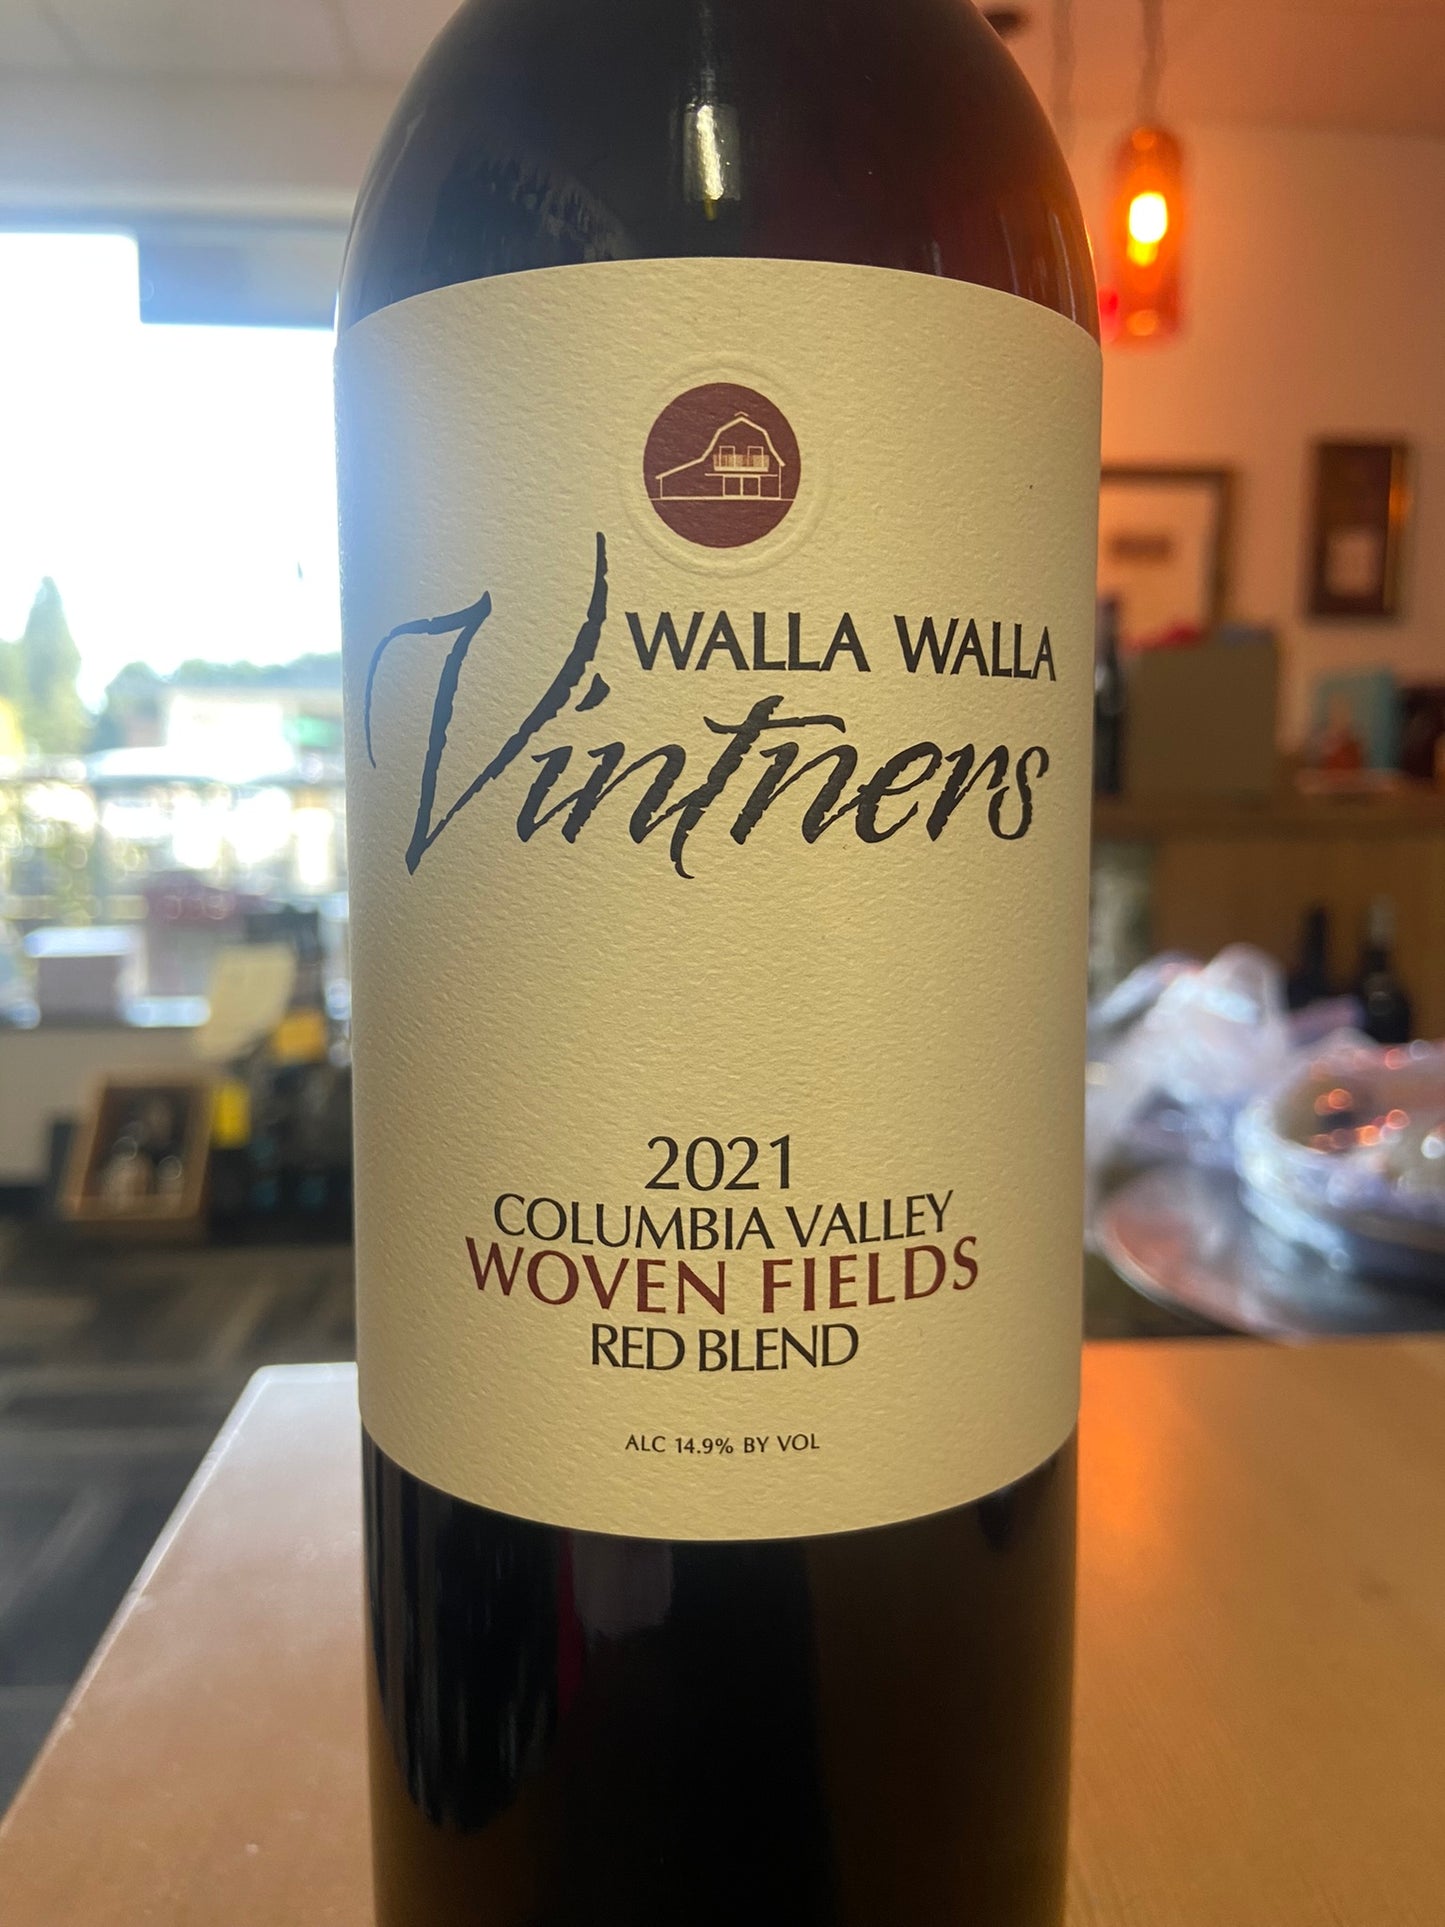 WALLA WALLA
Vintners
2021
COLUMBIA VALLEY
WOVEN FIELDS
RED BLEND
ALC 14.9% BY VOL